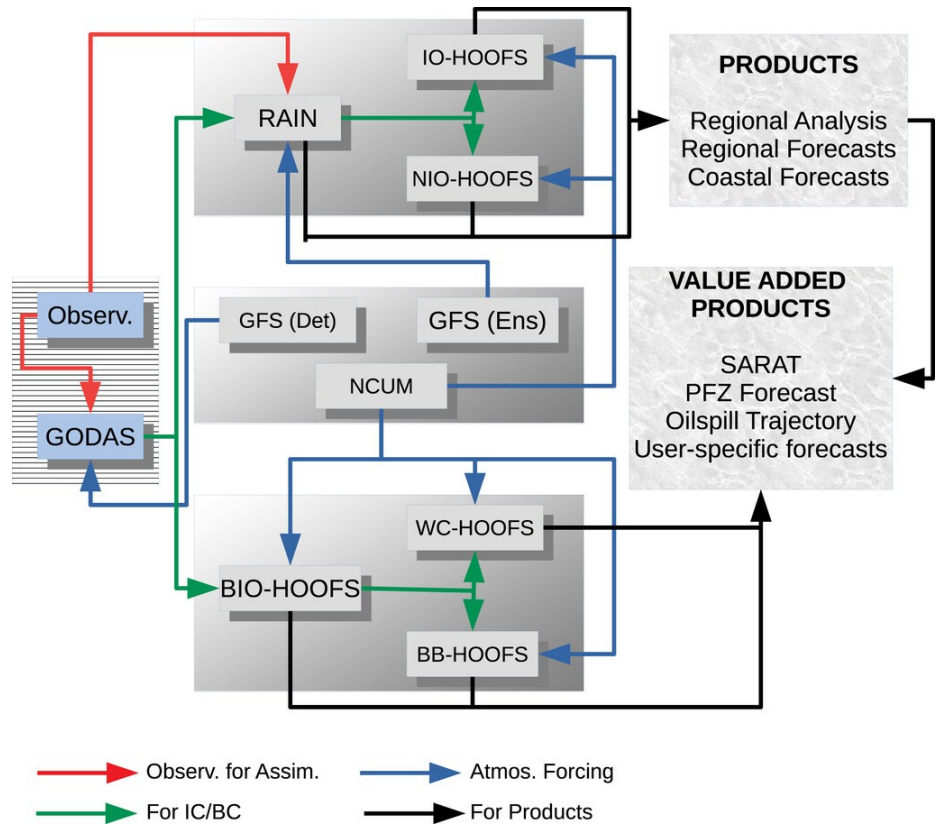 IO-HOOFS
RAIN
NIO-HOOFS
PRODUCTS
Regional Analysis
Regional Forecasts
Coastal Forecasts
Observ.
GODAS
GFS (Det)
GFS (Ens)
NCUM
VALUE ADDED
PRODUCTS
SARAT
PFZ Forecast
Oilspill Trajectory
User-specific forecasts
WC-HOOFS
BIO-HOOFS
BB-HOOFS
Observ. for Assim.
Atmos. Forcing
For IC/BC
For Products